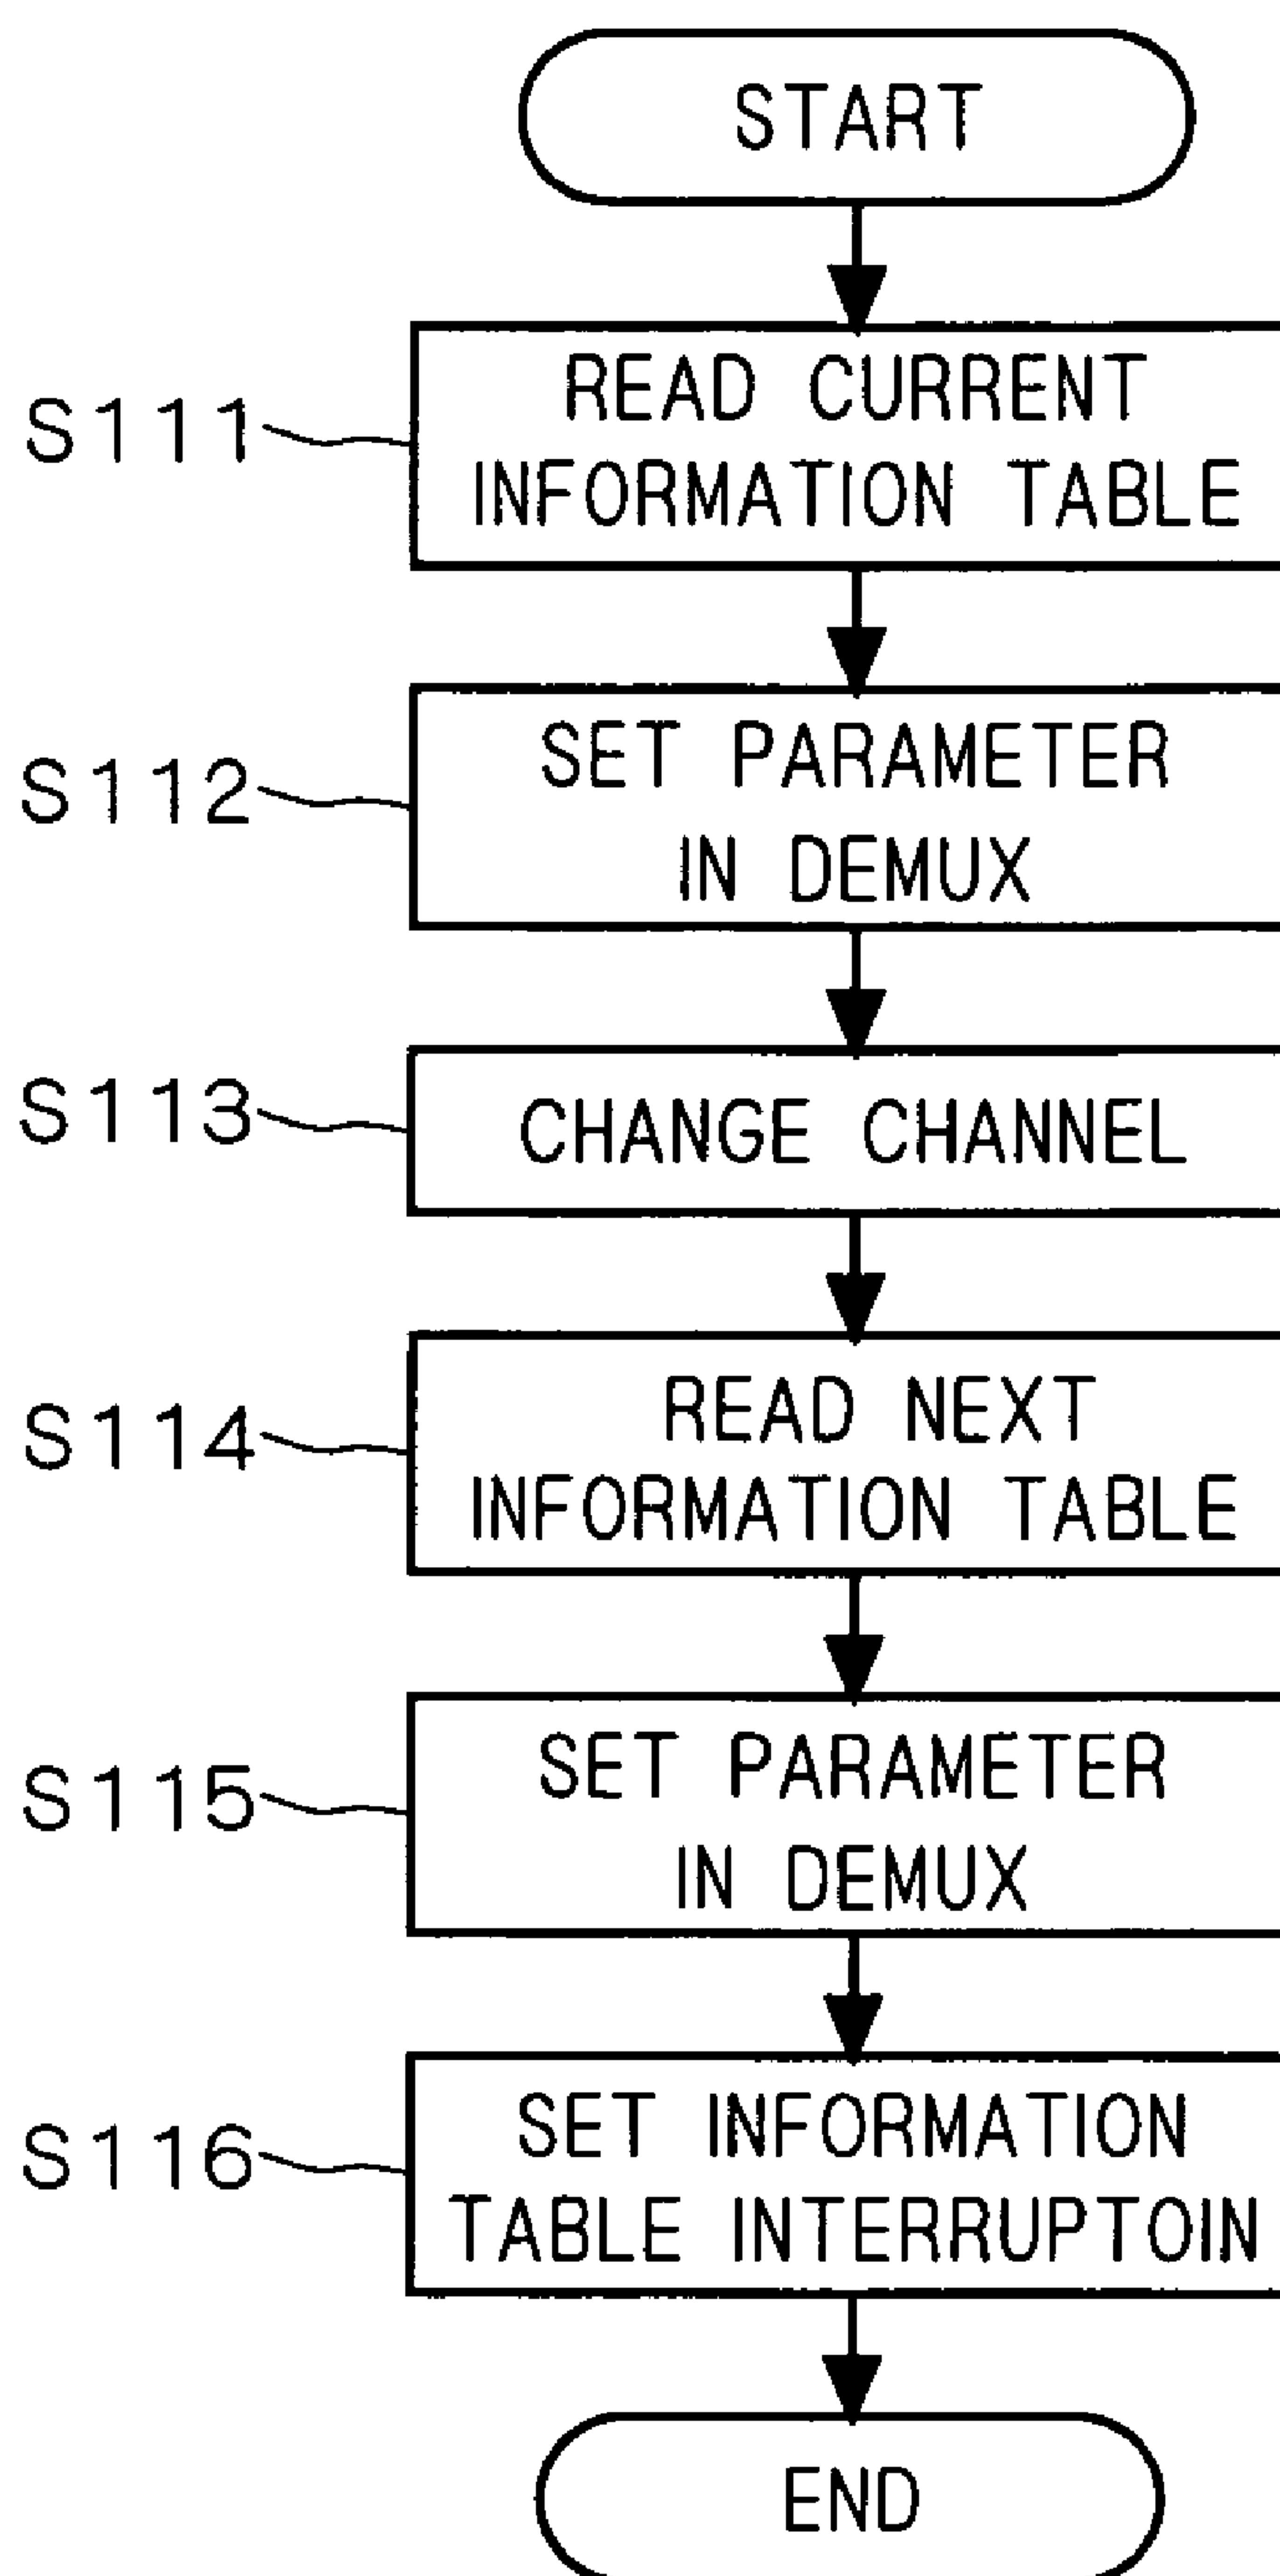 START
S111
READ CURRENT
INFORMATION TABLE
S112
SET PARAMETER
IN DEMUX
S113
CHANGE CHANNEL
S114
READ NEXT
INFORMATION TABLE
S115
SET PARAMETER
IN DEMUX
S116
SET INFORMATION
TABLE INTERRUPTOIN
END